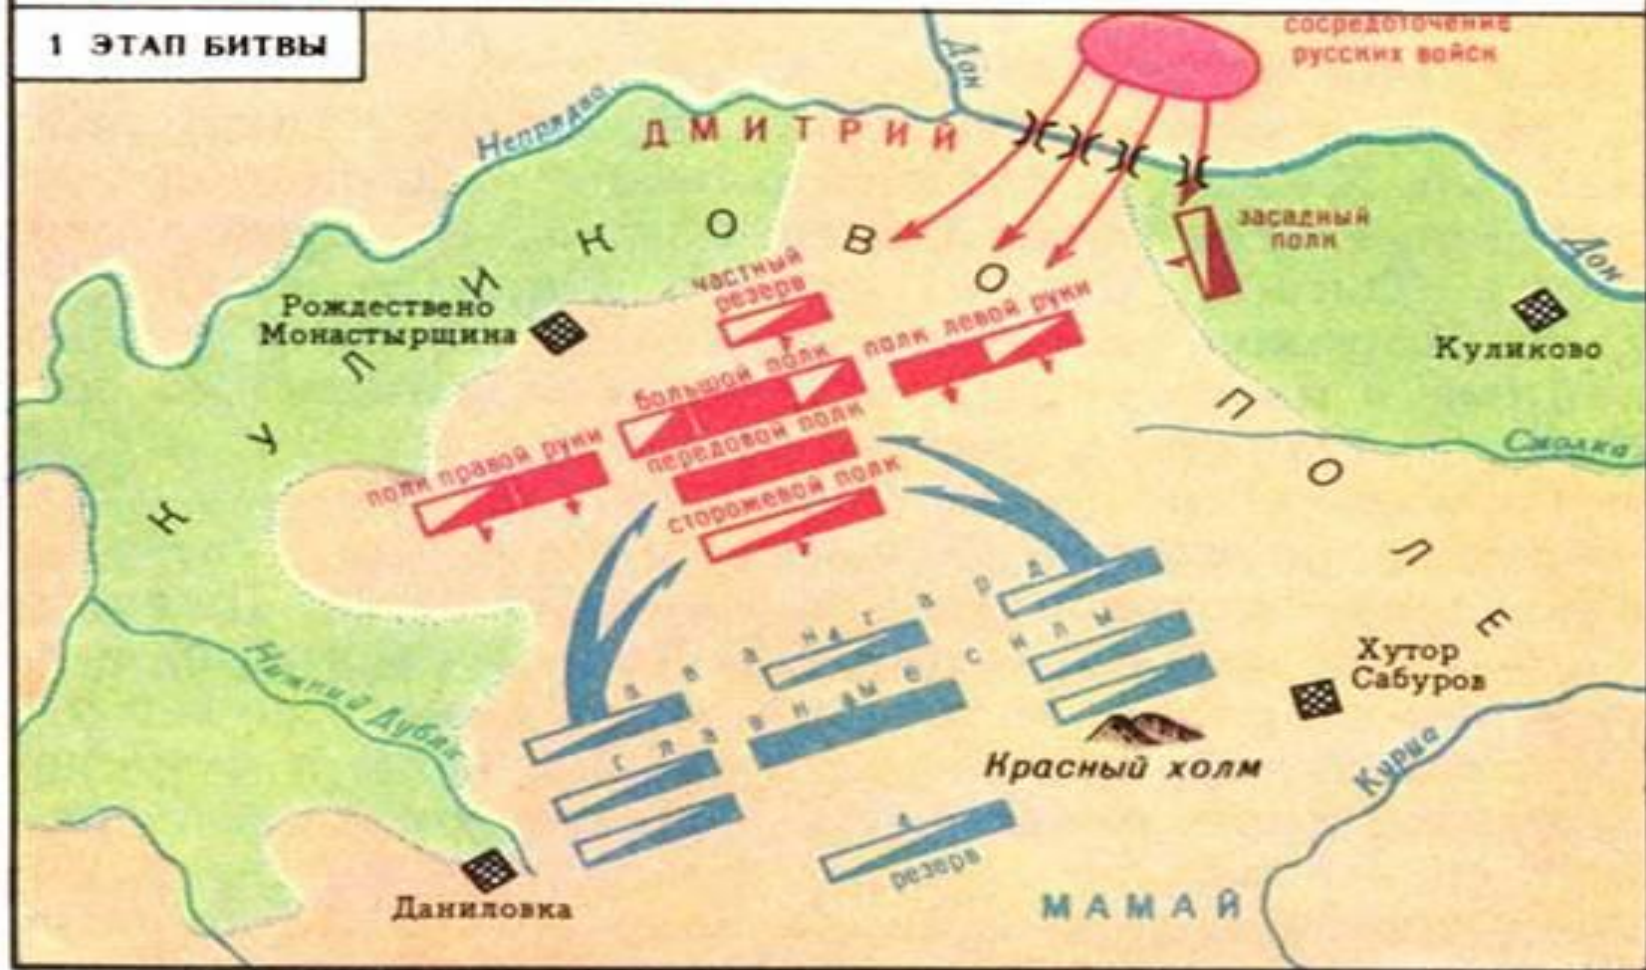 1 ЭТАП БИТВЫ
сосредоточение
русских войск
Дон
Непрядва
ДМИТРИЙ
КУЛИКОВО ПОЛЕ
засадный
полк
Дон
частный
резерв
Рождествено
Монастырщина
Куликово
полк левой руки
большой полк
передовой полк
полк правой руки
сторожевой полк
Смолка
авангард
главные силы
Нижний Дубик
Хутор
Сабуров
Красный холм
Курца
резерв
Даниловка
МАМАЙ